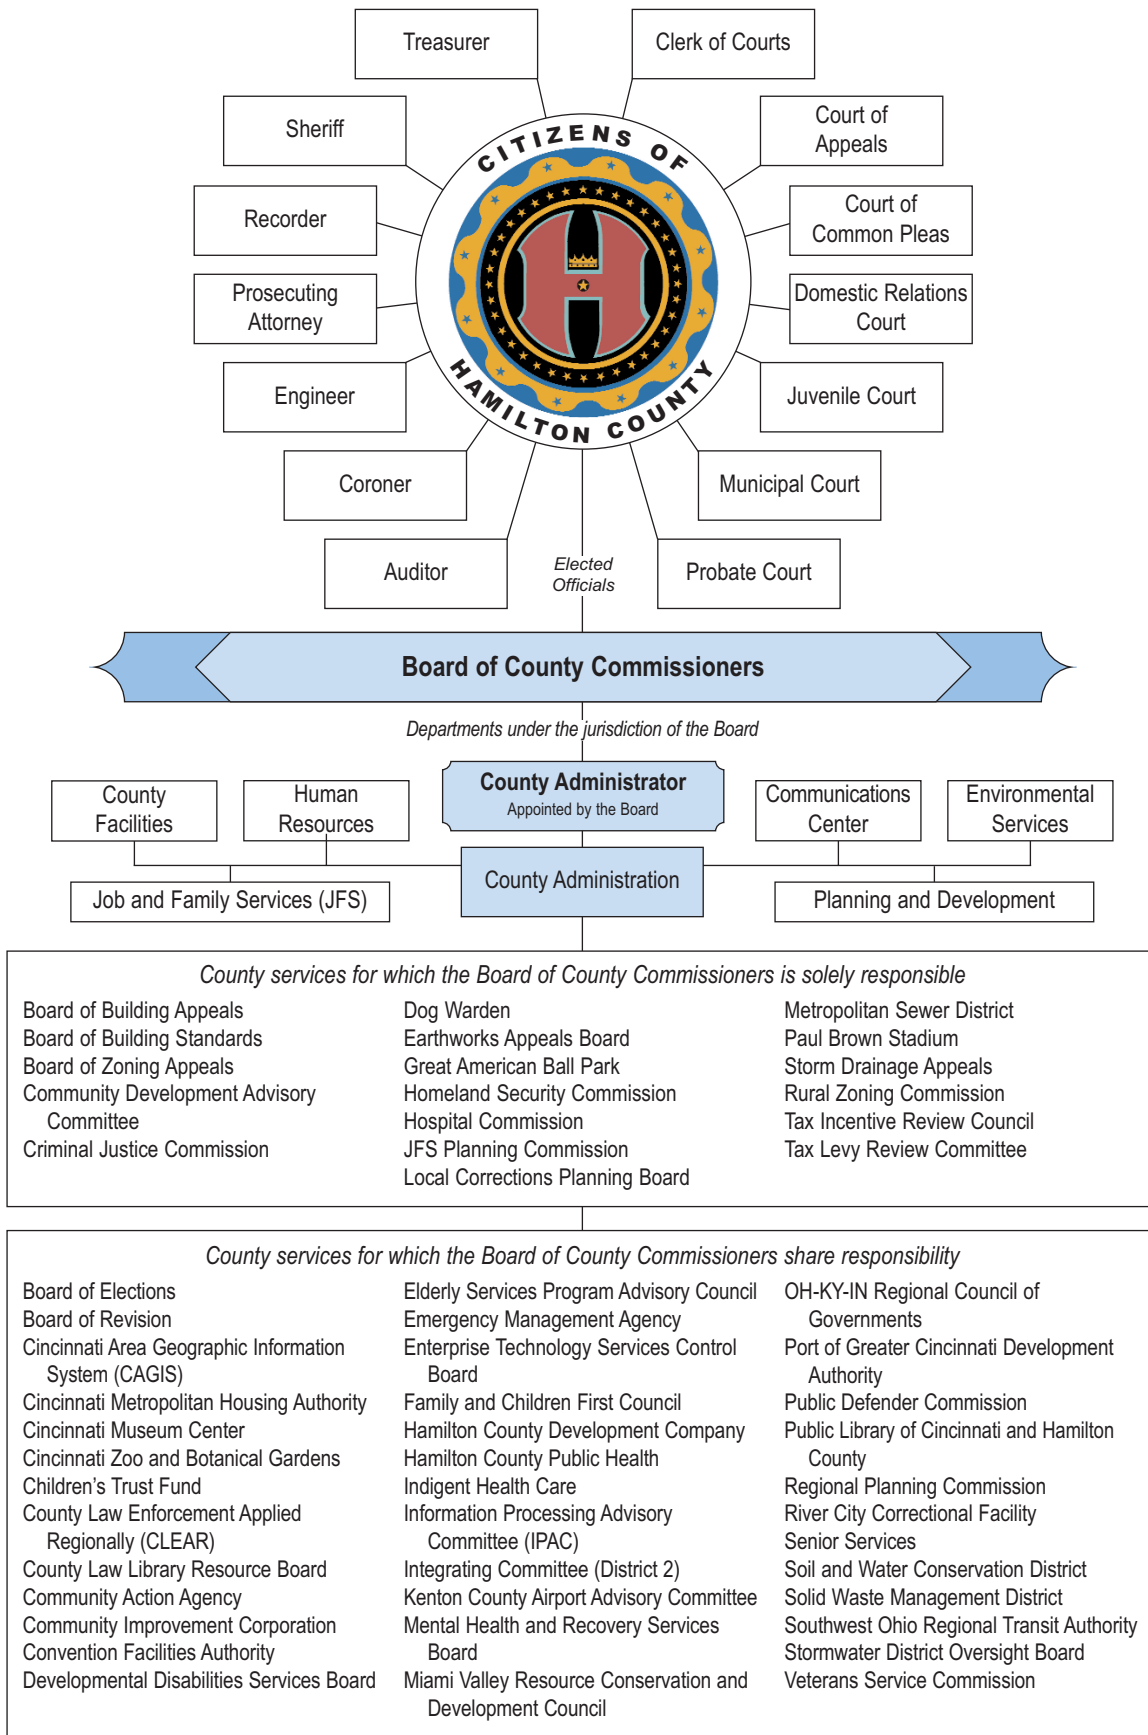 Treasurer
Clerk of Courts
Sheriff
Court of
Appeals
Recorder
Court of
Common Pleas
Prosecuting
Attorney
Domestic Relations
Court
Engineer
Juvenile Court
Coroner
Municipal Court
Auditor
Probate Court
CITIZENS OF
HAMILTON COUNTY
H
Elected
Officials
Board of County Commissioners
Departments under the jurisdiction of the Board
County Administrator
Appointed by the Board
County
Facilities
Human
Resources
Communications
Center
Environmental
Services
Job and Family Services (JFS)
County Administration
Planning and Development
County services for which the Board of County Commissioners is solely responsible
Board of Building Appeals
Board of Building Standards
Board of Zoning Appeals
Community Development Advisory
Committee
Criminal Justice Commission
Dog Warden
Earthworks Appeals Board
Great American Ball Park
Homeland Security Commission
Hospital Commission
JFS Planning Commission
Local Corrections Planning Board
Metropolitan Sewer District
Paul Brown Stadium
Storm Drainage Appeals
Rural Zoning Commission
Tax Incentive Review Council
Tax Levy Review Committee
County services for which the Board of County Commissioners share responsibility
Board of Elections
Board of Revision
Cincinnati Area Geographic Information
System (CAGIS)
Cincinnati Metropolitan Housing Authority
Cincinnati Museum Center
Cincinnati Zoo and Botanical Gardens
Children’s Trust Fund
County Law Enforcement Applied
Regionally (CLEAR)
County Law Library Resource Board
Community Action Agency
Community Improvement Corporation
Convention Facilities Authority
Developmental Disabilities Services Board
Elderly Services Program Advisory Council
Emergency Management Agency
Enterprise Technology Services Control
Board
Family and Children First Council
Hamilton County Development Company
Hamilton County Public Health
Indigent Health Care
Information Processing Advisory
Committee (IPAC)
Integrating Committee (District 2)
Kenton County Airport Advisory Committee
Mental Health and Recovery Services
Board
Miami Valley Resource Conservation and
Development Council
OH-KY-IN Regional Council of
Governments
Port of Greater Cincinnati Development
Authority
Public Defender Commission
Public Library of Cincinnati and Hamilton
County
Regional Planning Commission
River City Correctional Facility
Senior Services
Soil and Water Conservation District
Solid Waste Management District
Southwest Ohio Regional Transit Authority
Stormwater District Oversight Board
Veterans Service Commission